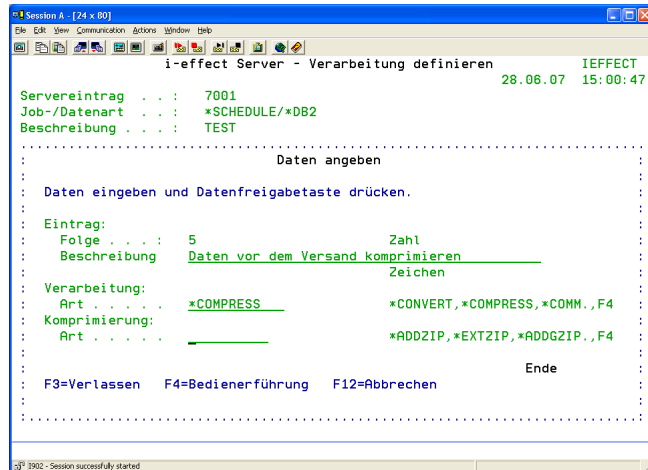 Session A - [24 x 80]
File Edit View Communication Actions Window Help
i-effect Server - Verarbeitung definieren IEFFECT
28.06.07 15:00:47
Servereintrag . . : 7001
Job-/Datenart . . : *SCHEDULE/*DB2
Beschreibung . . . : TEST
Daten angeben
Daten eingeben und Datenfreigabetaste drücken.
Eintrag:
Folge . . . : 5 Zahl
Beschreibung Daten vor dem Versand komprimieren
Zeichen
Verarbeitung:
Art . . . . . *COMPRESS *CONVERT,*COMPRESS,*COMM.,F4
Komprimierung:
Art . . . . . *ADDZIP,*EXTZIP,*ADDGZIP.,F4
Ende
F3=Verlassen F4=Bedienerführung F12=Abbrechen
I902 - Session successfully started